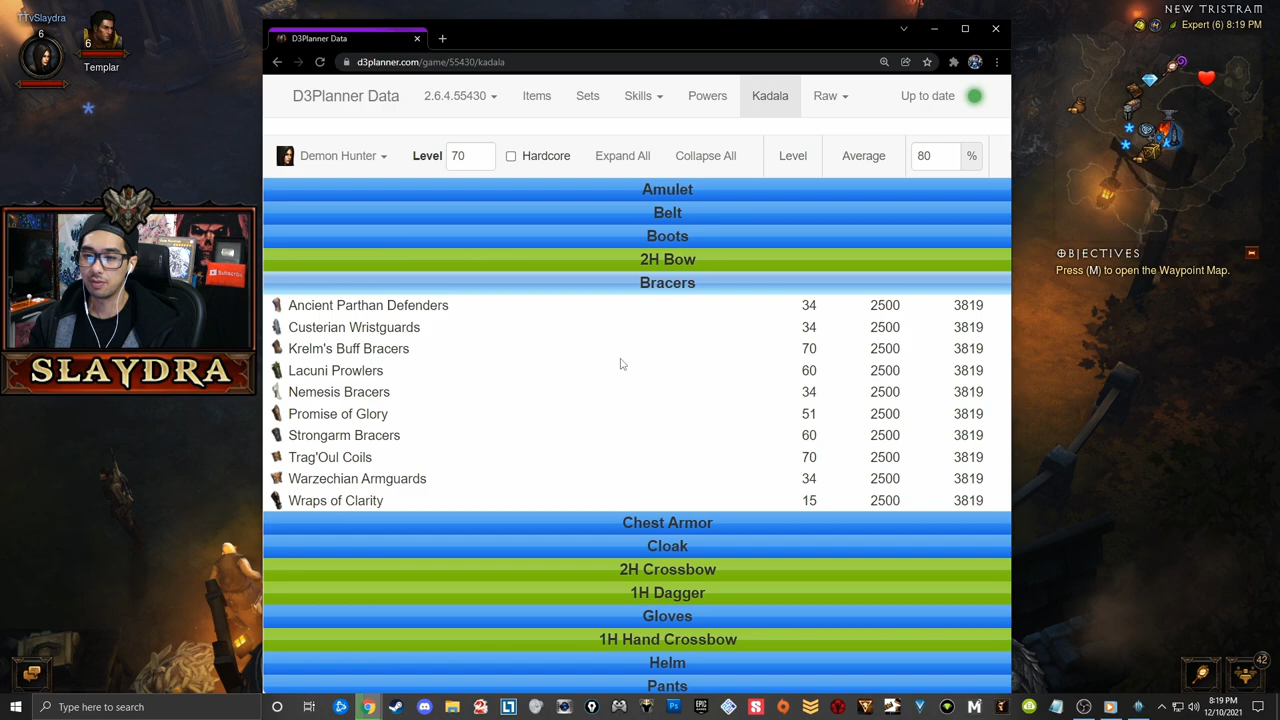 TTvSlaydra
6
6
Templar
D3Planner Data
d3planner.com/game/55430/kadala
NEW TRISTRAM
Expert (6) 8:19 PM
D3Planner Data
2.6.4.55430
Items
Sets
Skills
Powers
Kadala
Raw
Up to date
Demon Hunter
Level
70
Hardcore
Expand All
Collapse All
Level
Average
80
%
Amulet
Belt
Boots
2H Bow
Bracers
Ancient Parthan Defenders 34 2500 3819
Custerian Wristguards 34 2500 3819
Krelm's Buff Bracers 70 2500 3819
Lacuni Prowlers 60 2500 3819
Nemesis Bracers 34 2500 3819
Promise of Glory 51 2500 3819
Strongarm Bracers 60 2500 3819
Trag'Oul Coils 70 2500 3819
Warzechian Armguards 34 2500 3819
Wraps of Clarity 15 2500 3819
Chest Armor
Cloak
2H Crossbow
1H Dagger
Gloves
1H Hand Crossbow
Helm
Pants
OBJECTIVES
Press (M) to open the Waypoint Map.
Subscribe
SLAYDRA
42
Type here to search
8:19 PM
12/10/2021